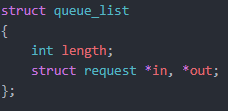 struct queue_list
{
    int length;
    struct request *in, *out;
};